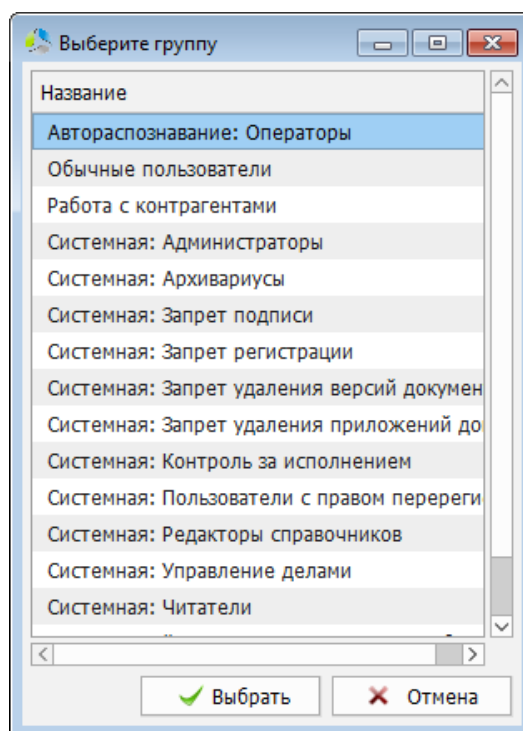 Выберите группу
Название
Автораспознавание: Операторы
Обычные пользователи
Работа с контрагентами
Системная: Администраторы
Системная: Архивариусы
Системная: Запрет подписи
Системная: Запрет регистрации
Системная: Запрет удаления версий докумен
Системная: Запрет удаления приложений до
Системная: Контроль за исполнением
Системная: Пользователи с правом перереги
Системная: Редакторы справочников
Системная: Управление делами
Системная: Читатели
Выбрать
Отмена